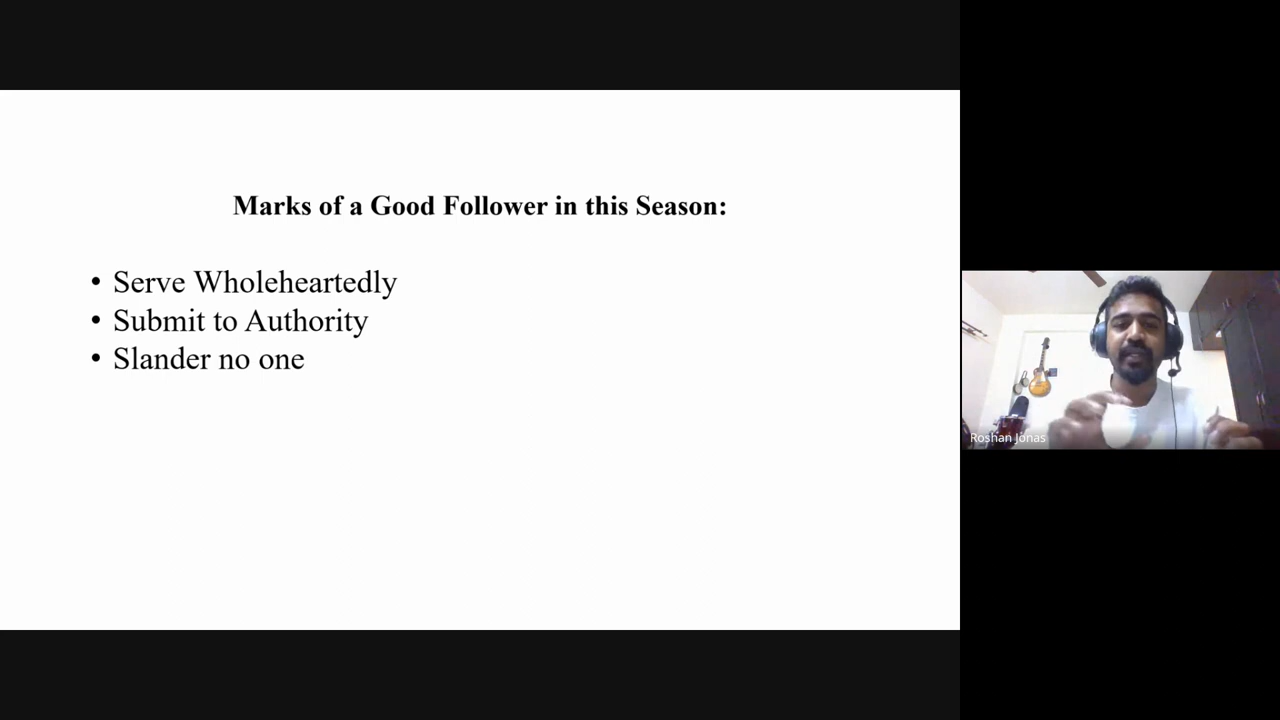 Marks of a Good Follower in this Season:
• Serve Wholeheartedly
• Submit to Authority
• Slander no one
Roshan Jonas